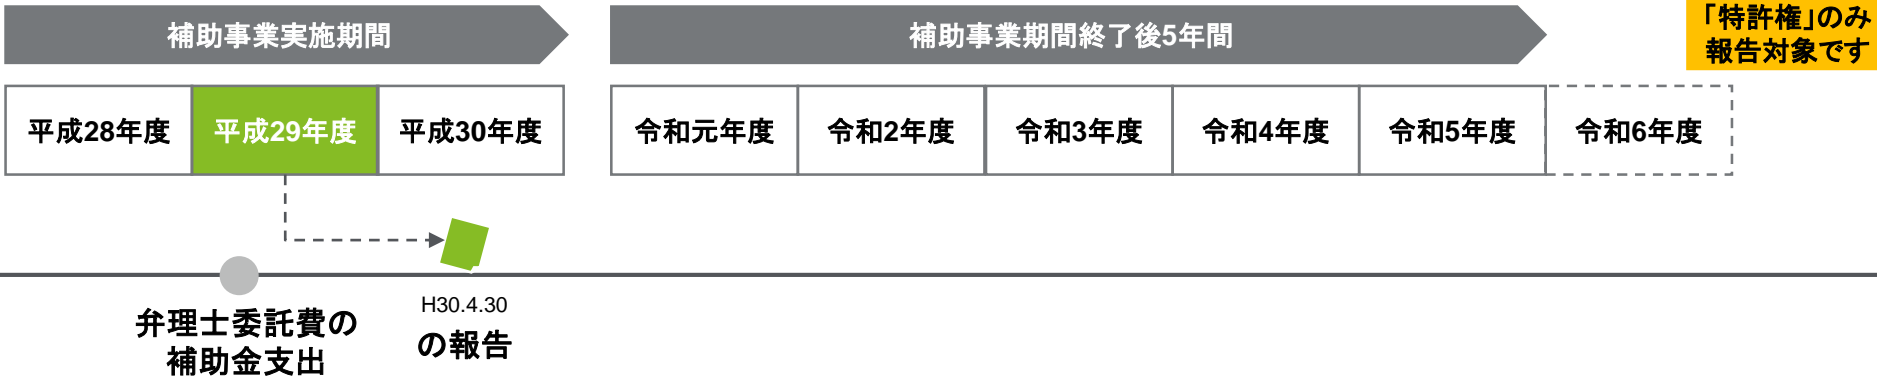 補助事業実施期間
補助事業期間終了後5年間
「特許権」のみ
報告対象です
平成28年度
平成29年度
平成30年度
令和元年度
令和2年度
令和3年度
令和4年度
令和5年度
令和6年度
弁理士委託費の
補助金支出
H30.4.30
の報告